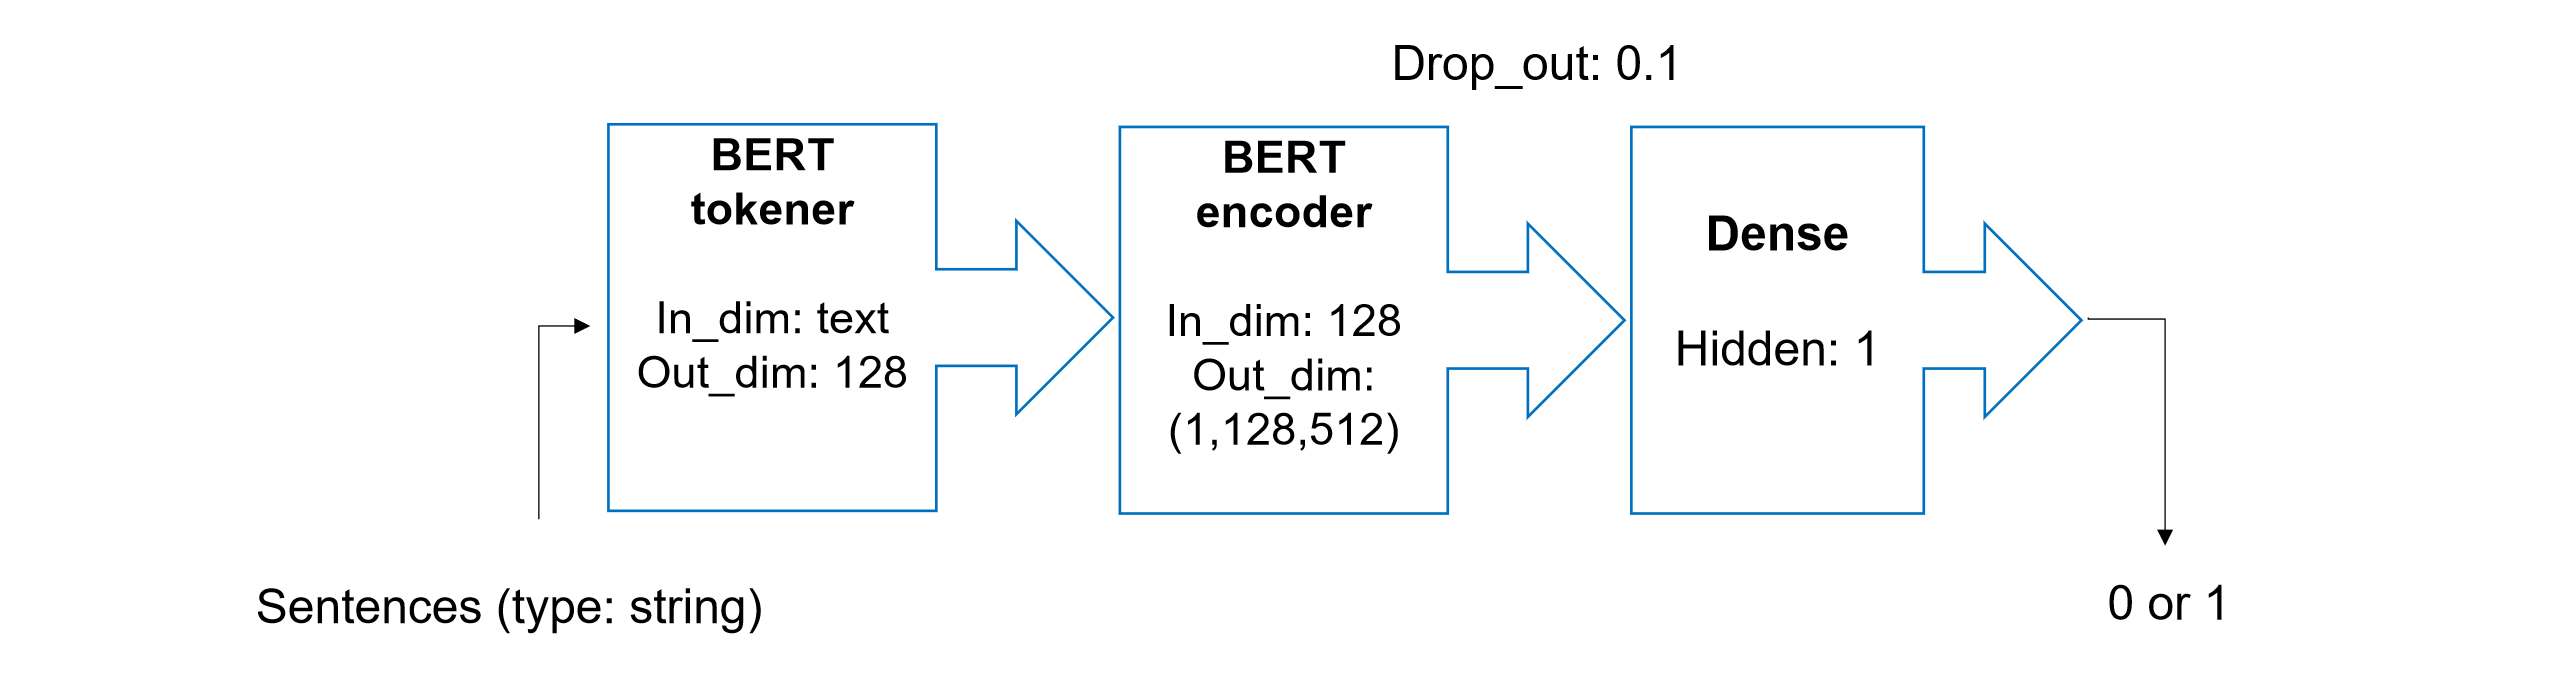 Drop_out: 0.1
BERT
tokener
In_dim: text
Out_dim: 128
BERT
encoder
In_dim: 128
Out_dim:
(1,128,512)
Dense
Hidden: 1
Sentences (type: string)
0 or 1